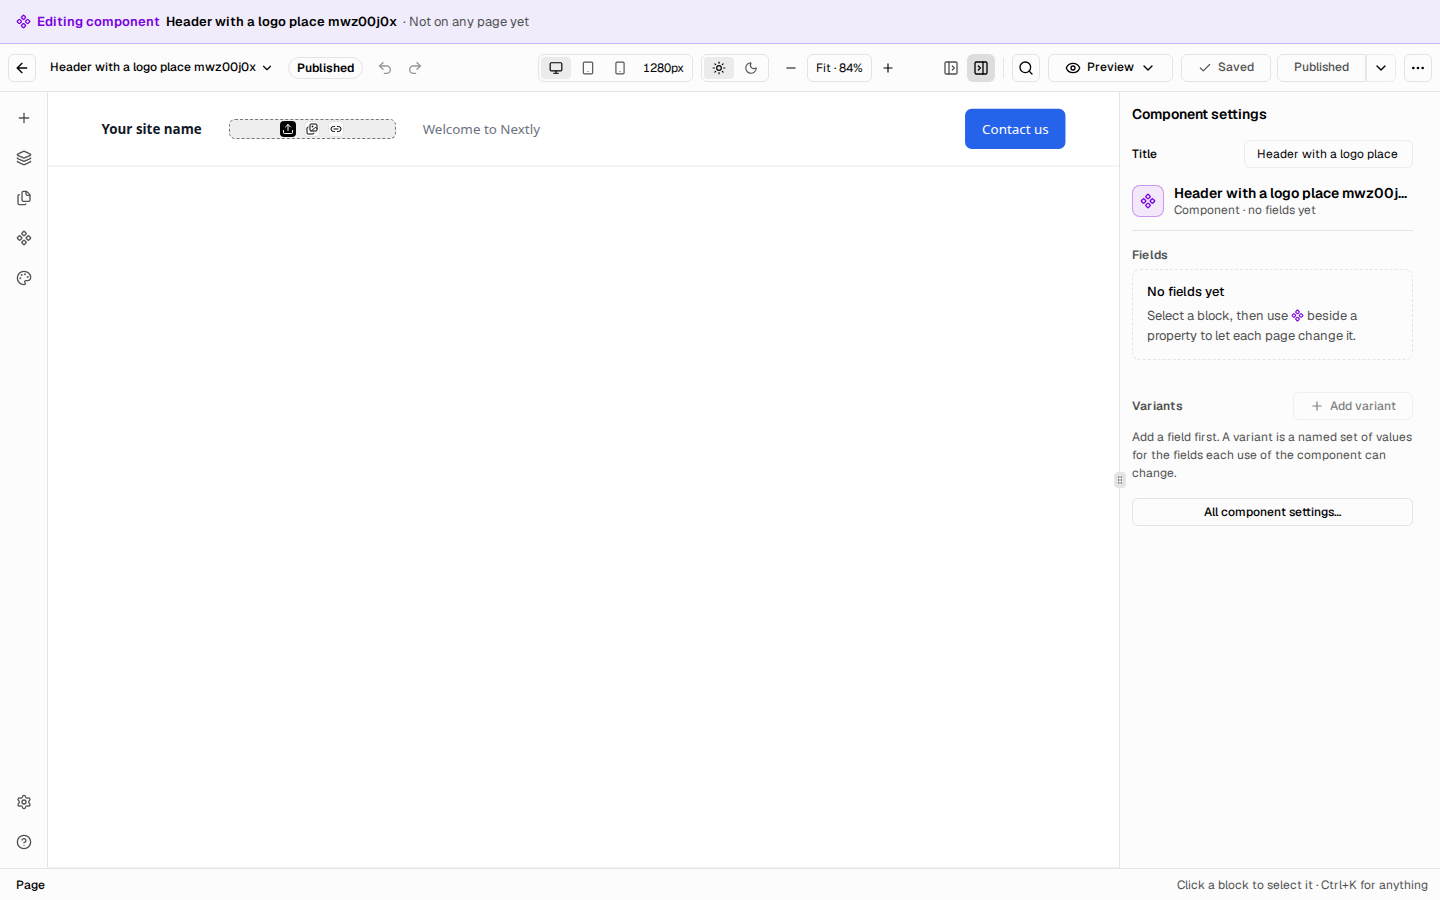 Editing component Header with a logo place mwz00j0x · Not on any page yet
Header with a logo place mwz00j0x Published 1280px Fit · 84% Preview Saved Published
Your site name Welcome to Nextly Contact us
Component settings
Title Header with a logo place
Header with a logo place mwz00j...
Component · no fields yet
Fields
No fields yet
Select a block, then use beside a
property to let each page change it.
Variants Add variant
Add a field first. A variant is a named set of values
for the fields each use of the component can
change.
All component settings...
Page Click a block to select it · Ctrl+K for anything